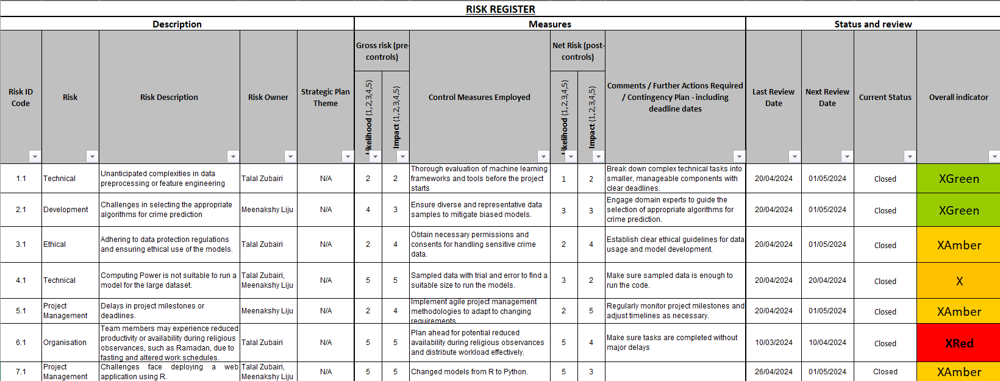 RISK REGISTER
Description Measures Status and review
Risk ID Code Risk Risk Description Risk Owner Strategic Plan Theme Gross risk (pre-controls) Likelihood (1,2,3,4,5) Impact (1,2,3,4,5) Control Measures Employed Net Risk (post-controls) Likelihood (1,2,3,4,5) Impact (1,2,3,4,5) Comments / Further Actions Required / Contingency Plan - including deadline dates Last Review Date Next Review Date Current Status Overall indicator
1.1 Technical Unanticipated complexities in data preprocessing or feature engineering Talal Zubairi N/A 2 2 Thorough evaluation of machine learning frameworks and tools before the project starts 1 2 Break down complex technical tasks into smaller, manageable components with clear deadlines. 20/04/2024 01/05/2024 Closed XGreen
2.1 Development Challenges in selecting the appropriate algorithms for crime prediction Meenakshy Liju N/A 4 3 Ensure diverse and representative data samples to mitigate biased models. 3 3 Engage domain experts to guide the selection of appropriate algorithms for crime prediction. 20/04/2024 01/05/2024 Closed XGreen
3.1 Ethical Adhering to data protection regulations and ensuring ethical use of the models. Talal Zubairi N/A 2 4 Obtain necessary permissions and consents for handling sensitive crime data. 2 4 Establish clear ethical guidelines for data usage and model development. 20/04/2024 01/05/2024 Closed XAmber
4.1 Technical Computing Power is not suitable to run a model for the large dataset. Talal Zubairi, Meenakshy Liju N/A 5 5 Sampled data with trial and error to find a suitable size to run the models. 3 2 Make sure sampled data is enough to run the code. 20/04/2024 20/04/2024 Closed X
5.1 Project Management Delays in project milestones or deadlines. Meenakshy Liju N/A 2 4 Implement agile project management methodologies to adapt to changing requirements 2 5 Regularly monitor project milestones and adjust timelines as necessary. 20/04/2024 01/05/2024 Closed XAmber
6.1 Organisation Team members may experience reduced productivity or availability during religious observances, such as Ramadan, due to fasting and altered work schedules. Talal Zubairi N/A 5 5 Plan ahead for potential reduced availability during religious observances and distribute workload effectively. 5 4 Make sure tasks are completed without major delays 10/03/2024 10/04/2024 Closed XRed
7.1 Project Management Challenges face deploying a web application using R. Talal Zubairi, Meenakshy Liju N/A 5 5 Changed models from R to Python. 5 3 26/04/2024 01/05/2024 Closed XAmber